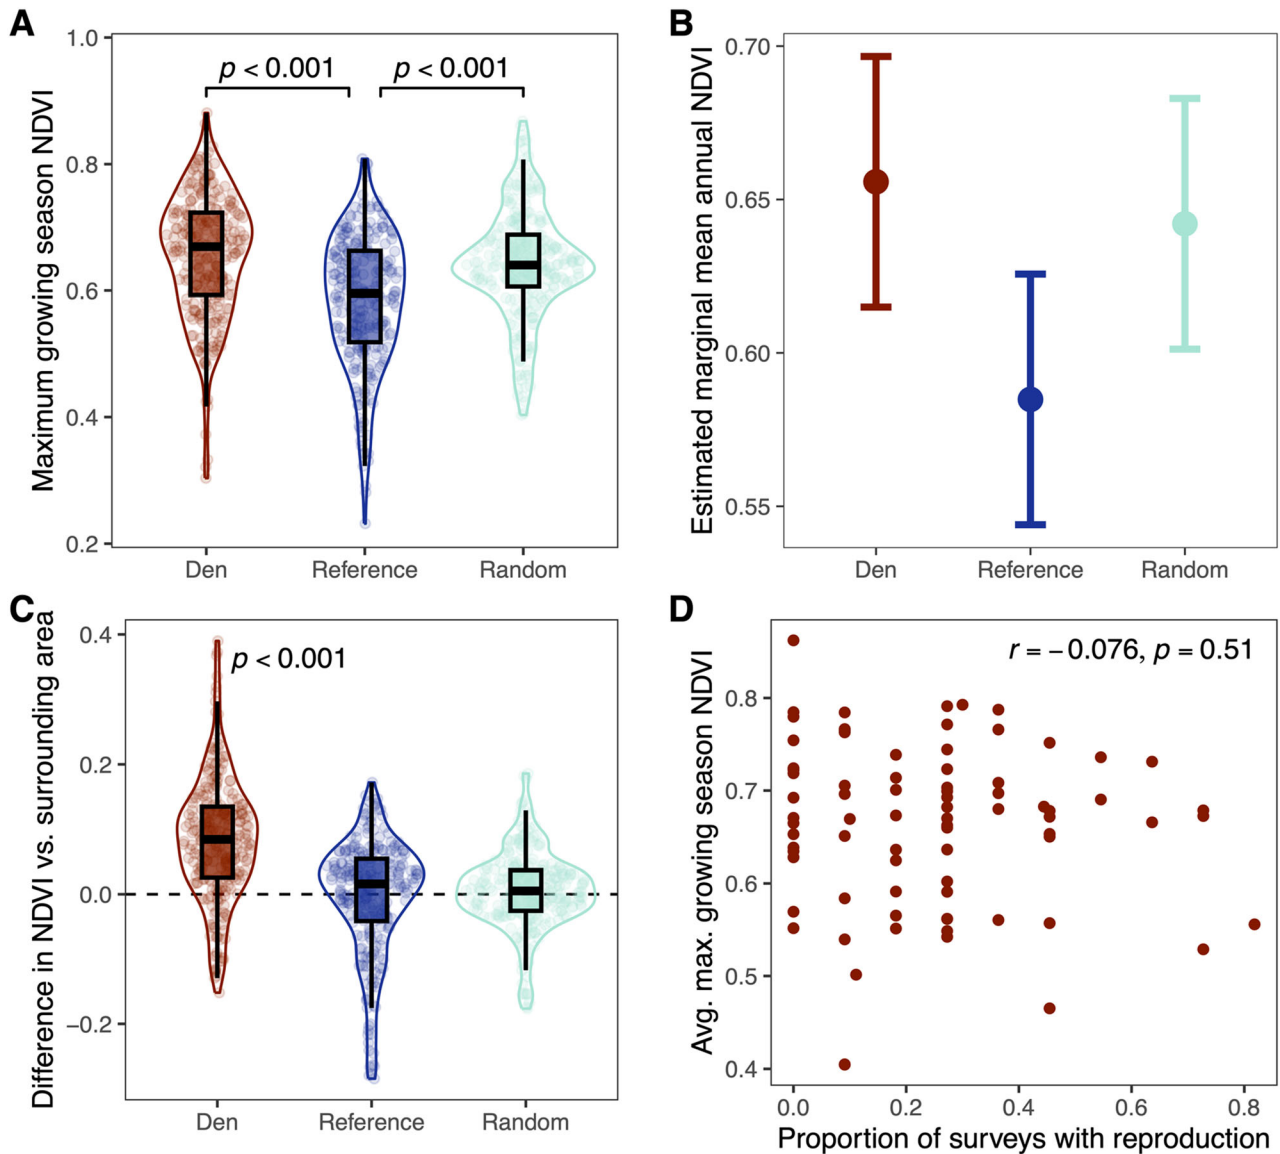 A
Maximum growing season NDVI
1.0
0.8
0.6
0.4
0.2
p < 0.001
p < 0.001
Den
Reference
Random
B
Estimated marginal mean annual NDVI
0.70
0.65
0.60
0.55
Den
Reference
Random
C
Difference in NDVI vs. surrounding area
0.4
0.2
0.0
−0.2
p < 0.001
Den
Reference
Random
D
Avg. max. growing season NDVI
0.8
0.7
0.6
0.5
0.4
r = −0.076, p = 0.51
0.0
0.2
0.4
0.6
0.8
Proportion of surveys with reproduction